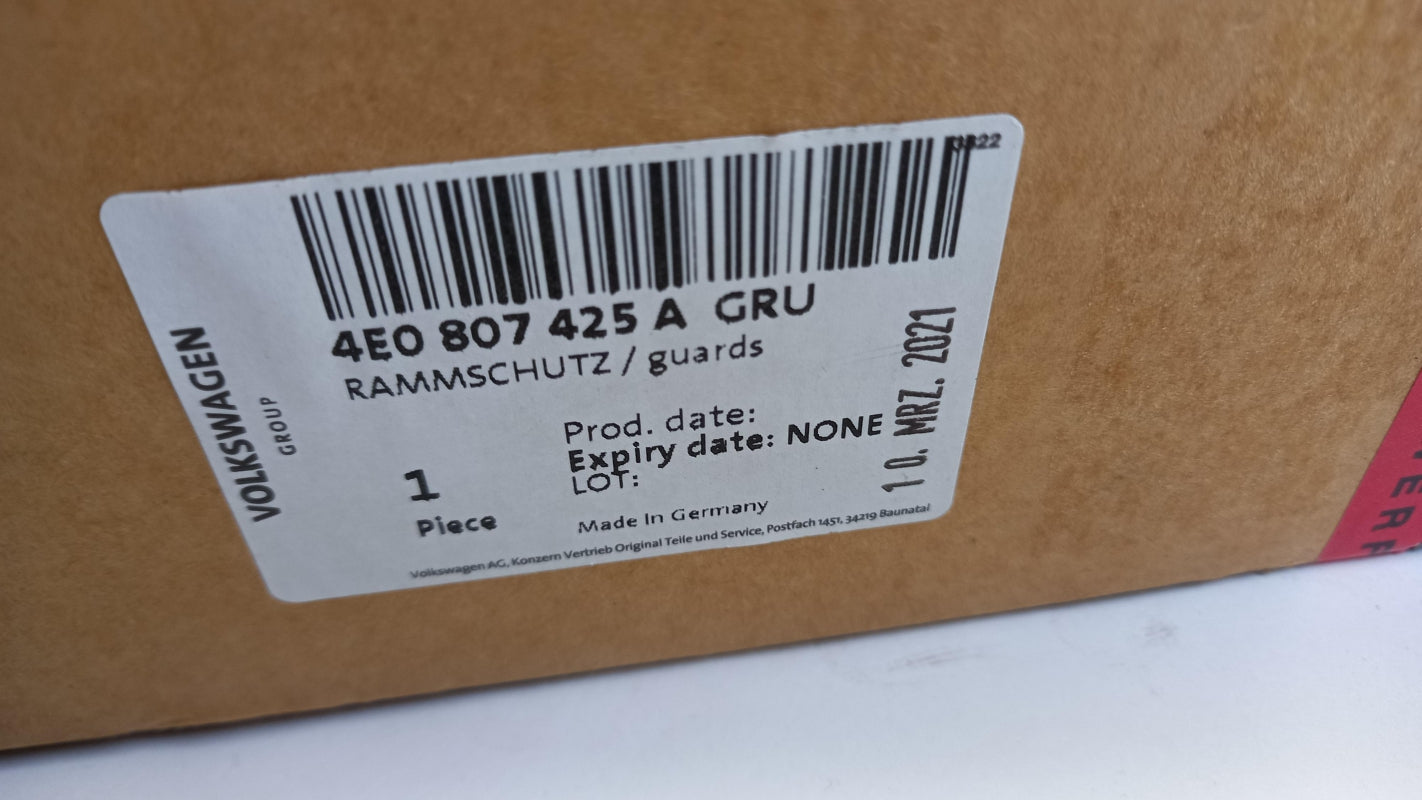 4E0 807 425 A GRU
RAMMSCHUTZ / guards
Prod. date:
Expiry date: NONE
LOT:
1
Piece
Made In Germany
Volkswagen AG, Konzern Vertrieb Original Teile und Service, Postfach 1451, 34219 Baunatal
VOLKSWAGEN
GROUP
10. MRZ. 2021